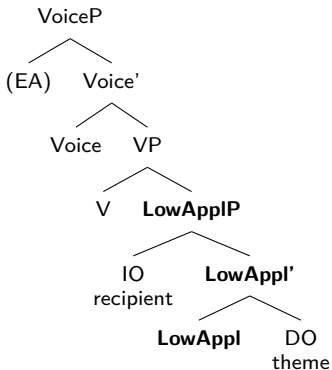 VoiceP
(EA) Voice'
Voice VP
V LowApplP
IO LowAppl'
recipient
LowAppl DO
theme